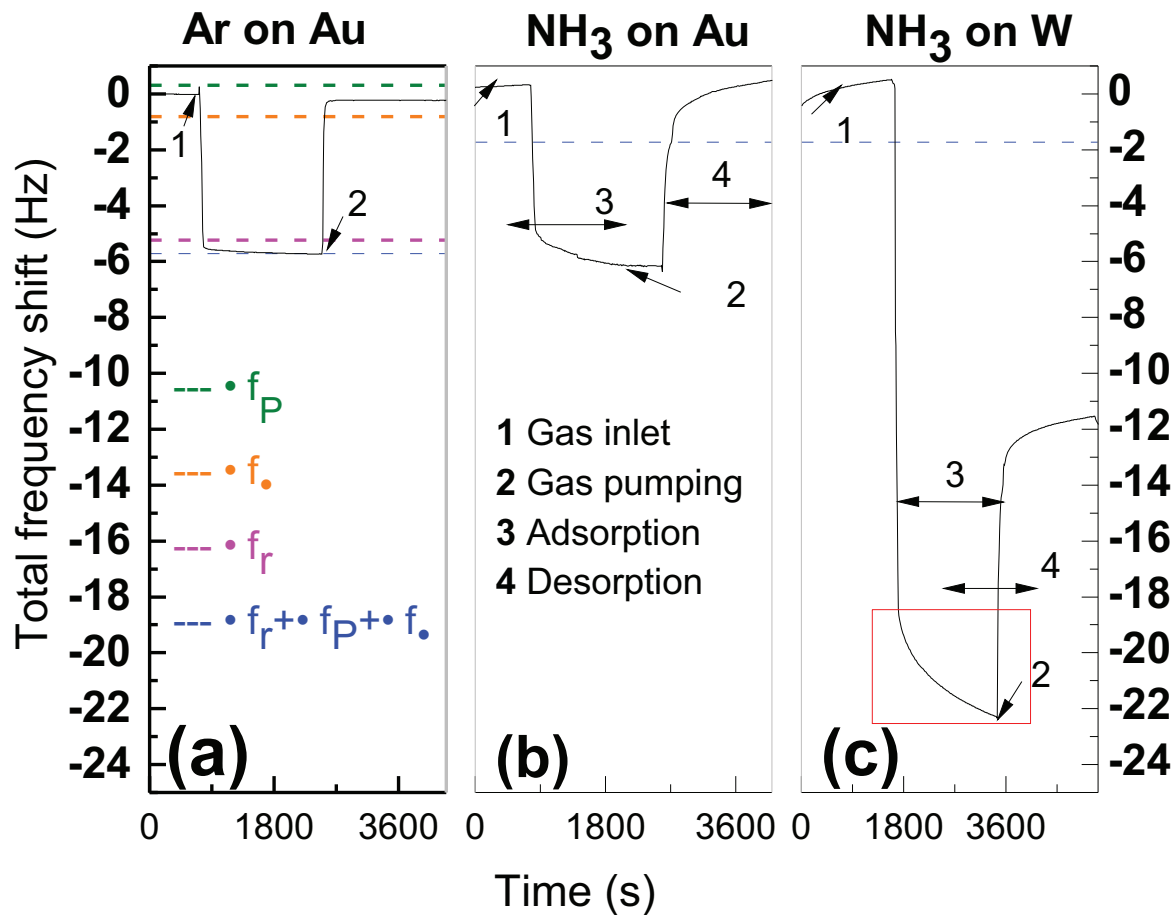 Ar on Au
NH3 on Au
NH3 on W
Total frequency shift (Hz)
0
-2
-4
-6
-8
-10
-12
-14
-16
-18
-20
-22
-24
1
2
--- • fP
--- • f•
--- • fr
--- • fr+• fP+• f•
(a)
0
1800
3600
1
3
4
2
1 Gas inlet
2 Gas pumping
3 Adsorption
4 Desorption
(b)
0
1800
3600
1
3
4
2
(c)
0
1800
3600
0
-2
-4
-6
-8
-10
-12
-14
-16
-18
-20
-22
-24
Time (s)